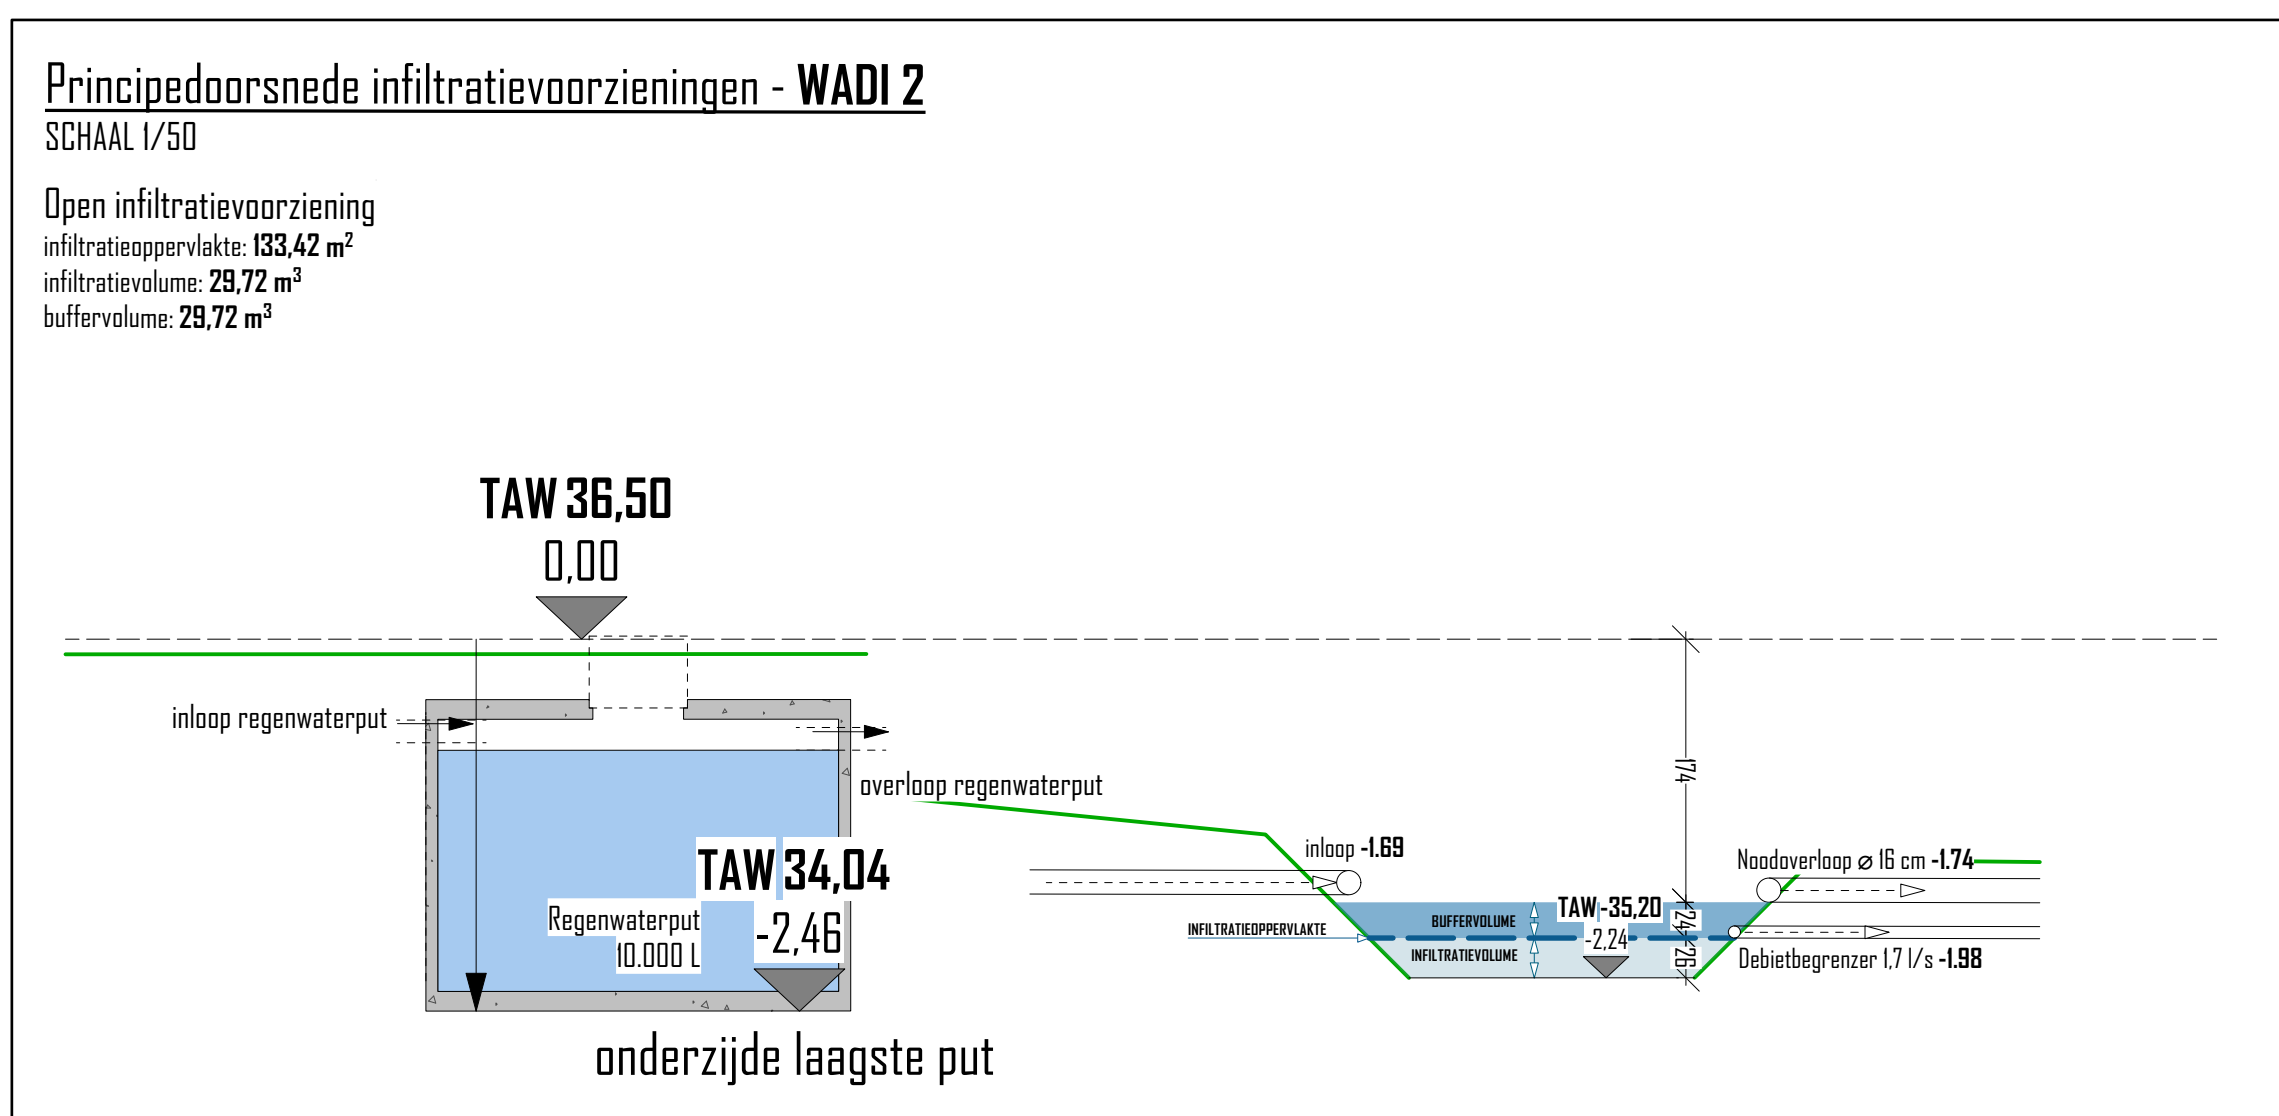 Principedoorsnede infiltratievoorzieningen - WADI 2
SCHAAL 1/50
Open infiltratievoorziening
infiltratieoppervlakte: 133,42 m²
infiltratievolume: 29,72 m³
buffervolume: 29,72 m³
TAW 36,50
0,00
inloop regenwaterput
overloop regenwaterput
174
inloop -1.69
Noodoverloop ø 16 cm -1.74
TAW 34,04
-2,46
Regenwaterput
10.000 L
INFILTRATIEOPPERVLAKTE
BUFFERVOLUME
INFILTRATIEVOLUME
TAW -35,20
-2,24
24
26
Debietbegrenzer 1,7 l/s -1.98
onderzijde laagste put